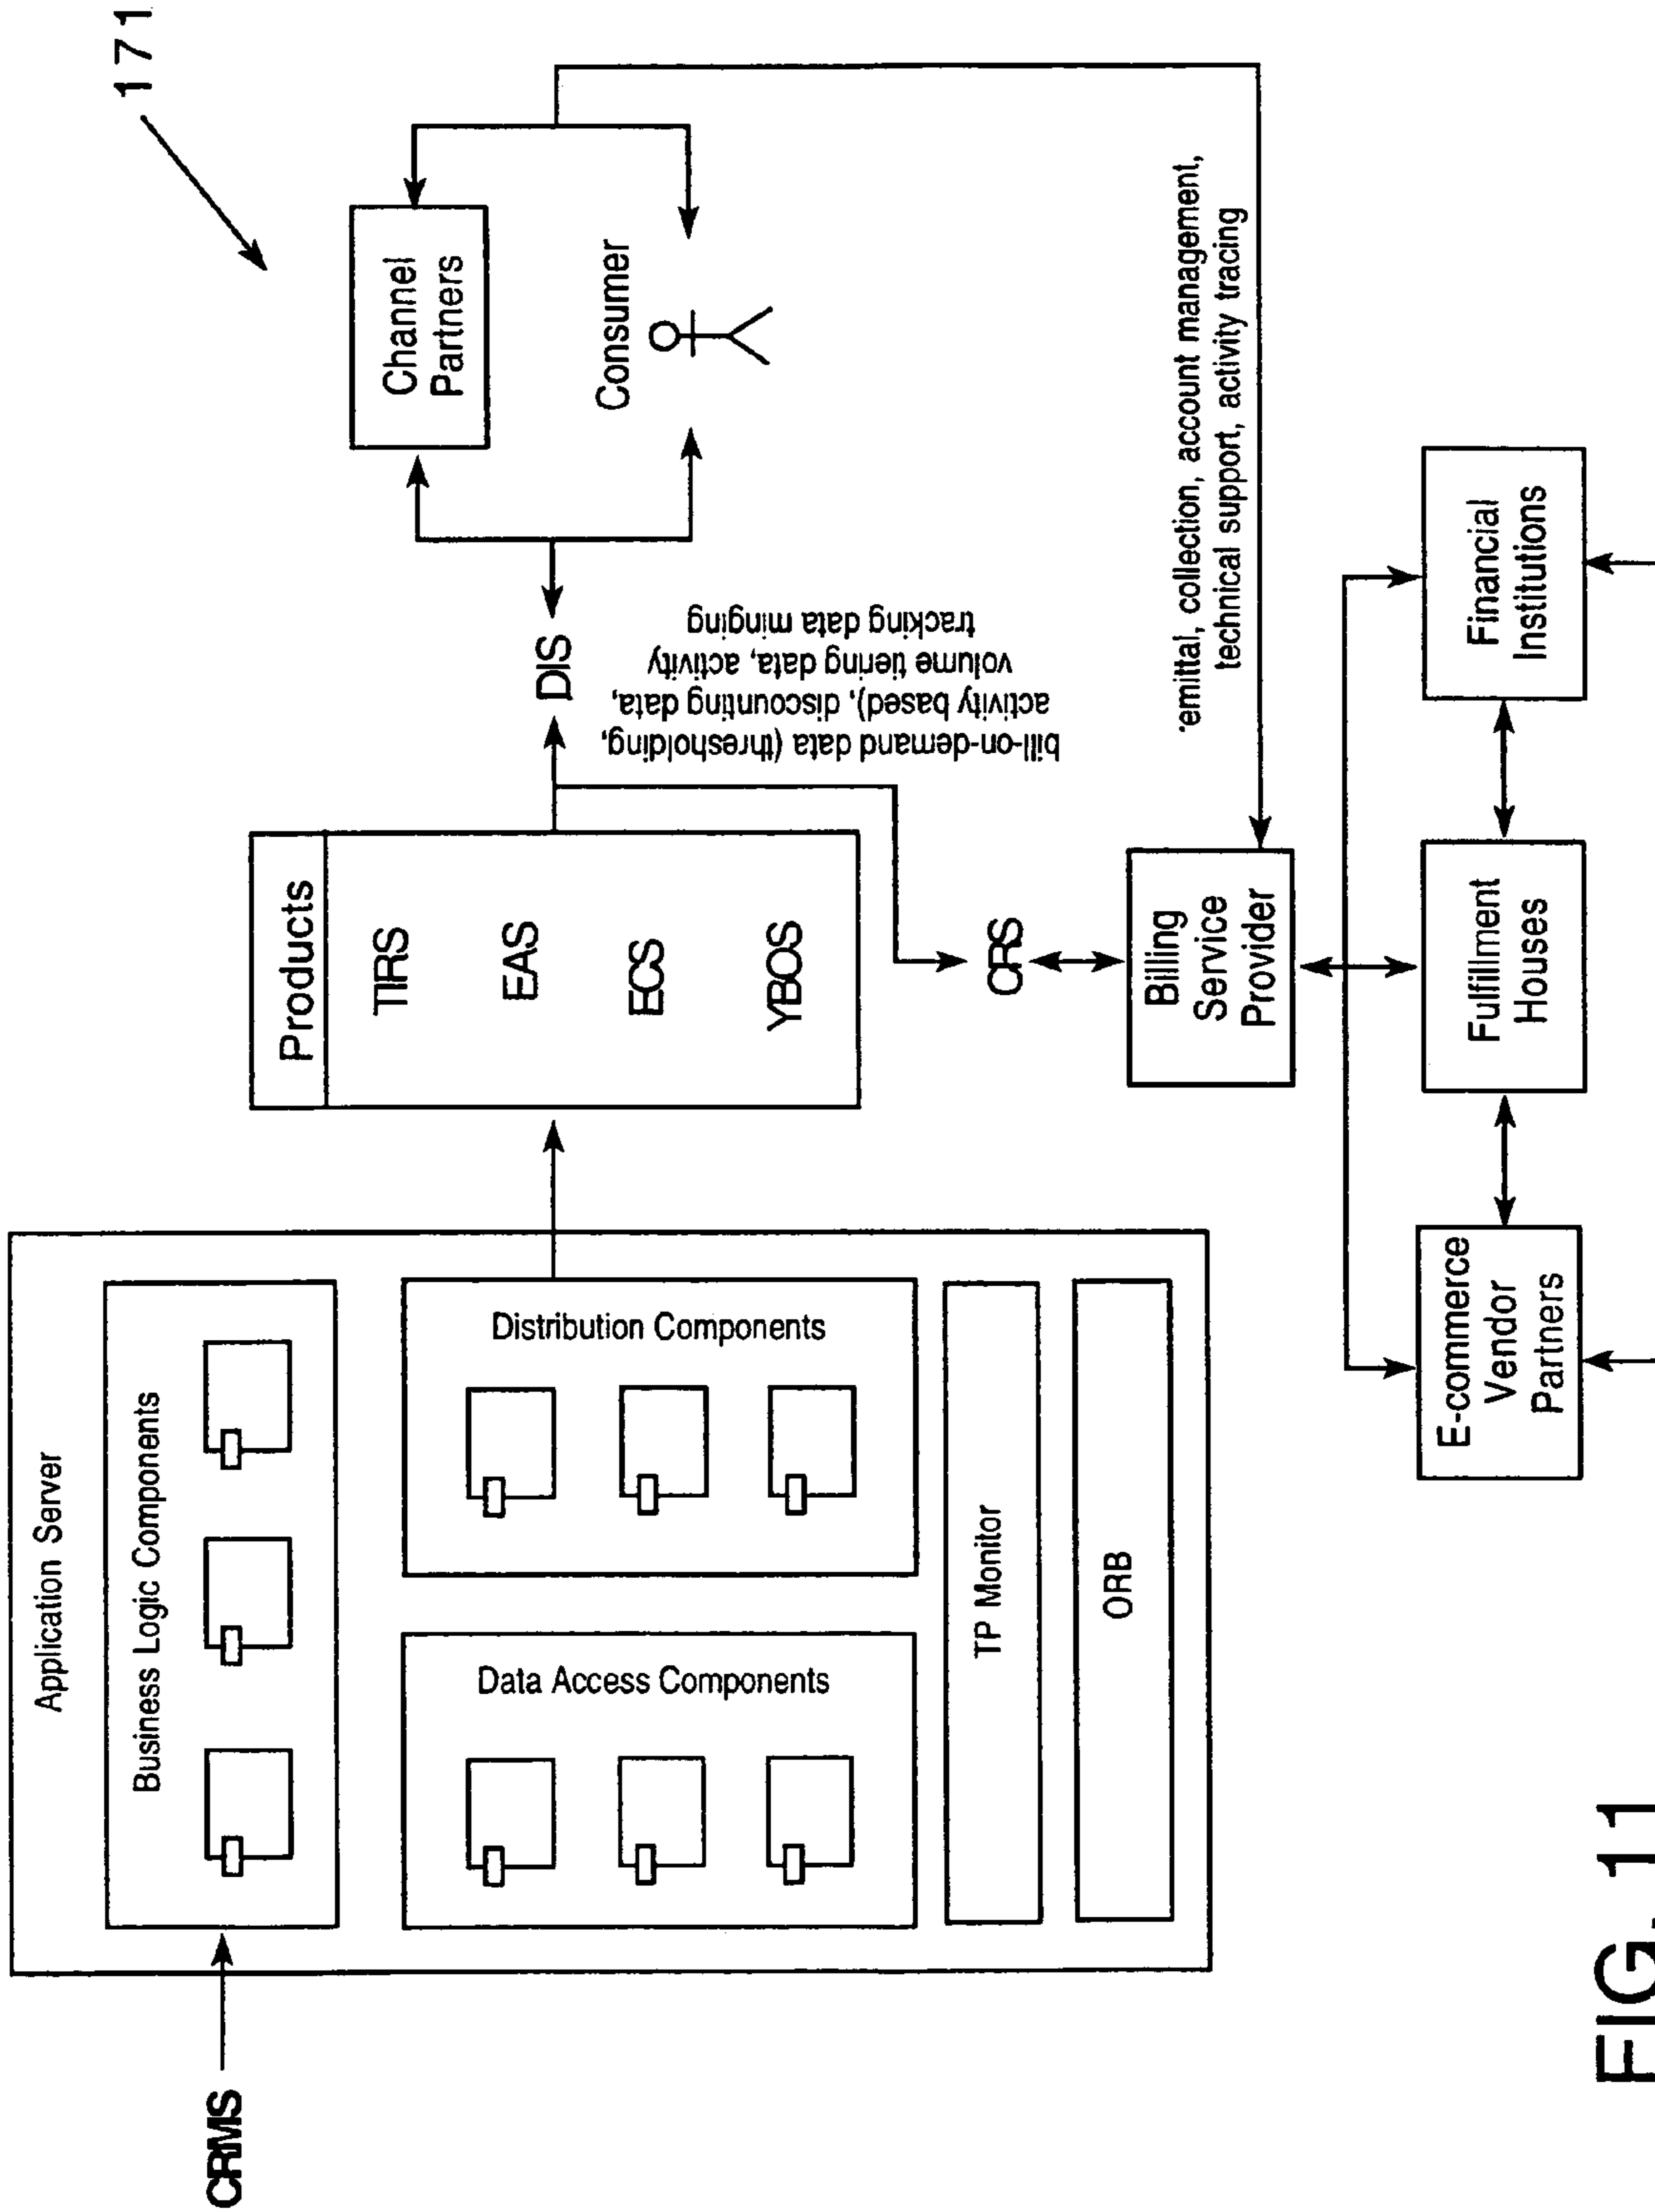 171
CRMS
Application Server
Business Logic Components
Data Access Components
Distribution Components
TP Monitor
ORB
Products
TIRS
EAS
ECS
YBOS
DIS
Channel
Partners
Consumer
bill-on-demand data (thresholding,
activity based), discounting data,
volume tiering data, activity
tracking data minging
CRS
Billing
Service
Provider
emittal, collection, account management,
technical support, activity tracing
E-commerce
Vendor
Partners
Fulfillment
Houses
Financial
Institutions
FIG. 11